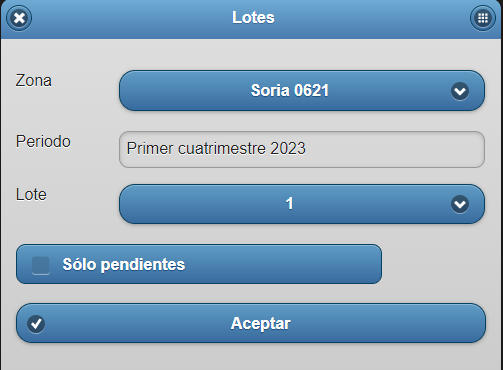 Lotes
Zona
Soria 0621
Periodo
Primer cuatrimestre 2023
Lote
1
Sólo pendientes
Aceptar